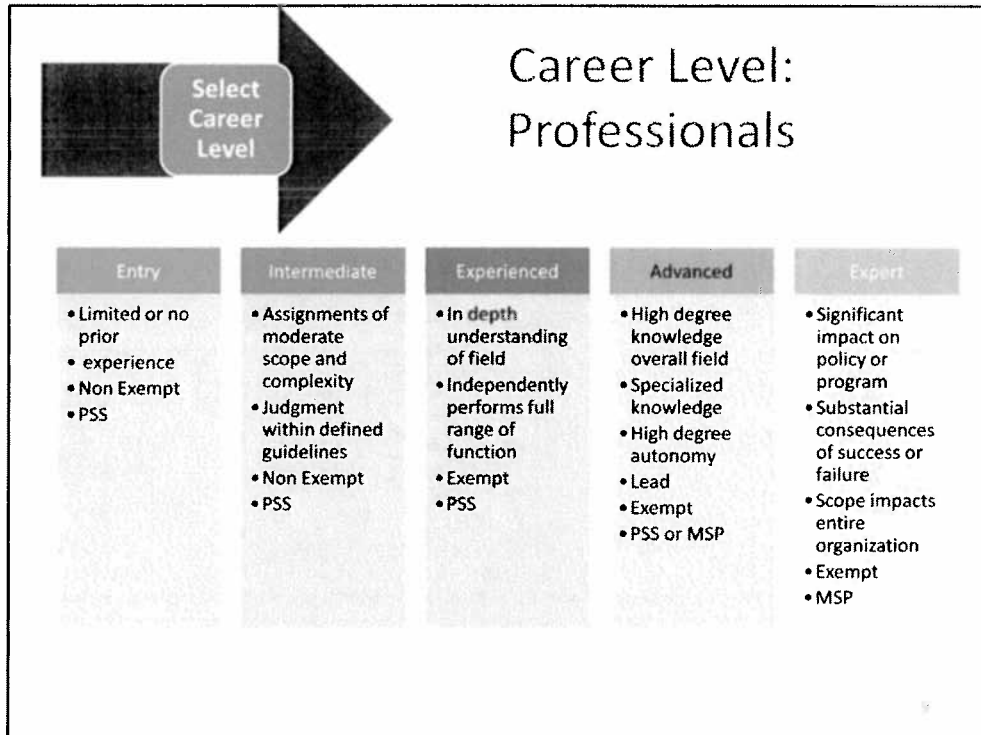 Select
Career
Level
Career Level:
Professionals
Entry
• Limited or no
prior
• experience
• Non Exempt
• PSS
Intermediate
• Assignments of
moderate
scope and
complexity
• Judgment
within defined
guidelines
• Non Exempt
• PSS
Experienced
• In depth
understanding
of field
• Independently
performs full
range of
function
• Exempt
• PSS
Advanced
• High degree
knowledge
overall field
• Specialized
knowledge
• High degree
autonomy
• Lead
• Exempt
• PSS or MSP
Expert
• Significant
impact on
policy or
program
• Substantial
consequences
of success or
failure
• Scope impacts
entire
organization
• Exempt
• MSP